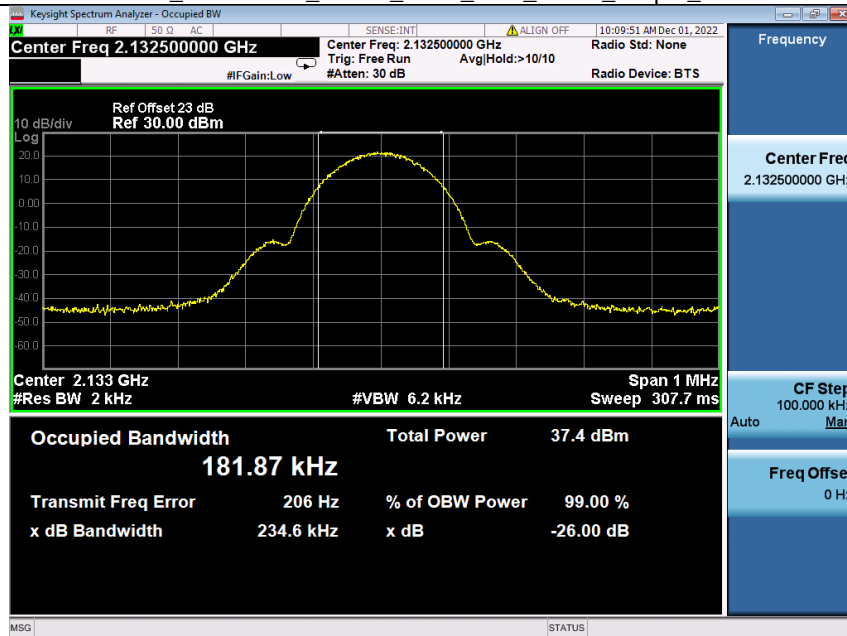 Keysight Spectrum Analyzer - Occupied BW
LXI RF 50 Ω AC SENSE:INT ALIGN OFF 10:09:51 AM Dec 01, 2022
Center Freq 2.132500000 GHz
Center Freq: 2.132500000 GHz Radio Std: None
Trig: Free Run Avg|Hold:>10/10
#IFGain:Low #Atten: 30 dB Radio Device: BTS
Frequency
Ref Offset 23 dB
10 dB/div Ref 30.00 dBm
Log
20.0
10.0
0.00
-10.0
-20.0
-30.0
-40.0
-50.0
-60.0
Center 2.133 GHz Span 1 MHz
#Res BW 2 kHz #VBW 6.2 kHz Sweep 307.7 ms
Center Freq
2.132500000 GH
CF Step
100.000 kH
Auto Man
Freq Offse
0 H
Occupied Bandwidth Total Power 37.4 dBm
181.87 kHz
Transmit Freq Error 206 Hz % of OBW Power 99.00 %
x dB Bandwidth 234.6 kHz x dB -26.00 dB
MSG STATUS